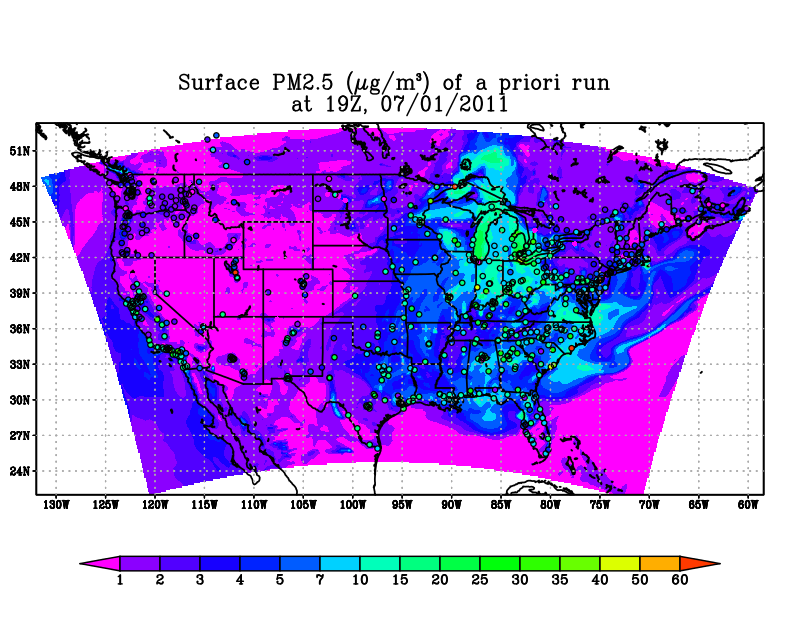 Surface PM2.5 (μg/m³) of a priori run
at 19Z, 07/01/2011
51N
48N
45N
42N
39N
36N
33N
30N
27N
24N
130W 125W 120W 115W 110W 105W 100W 95W 90W 85W 80W 75W 70W 65W 60W
1 2 3 4 5 7 10 15 20 25 30 35 40 50 60